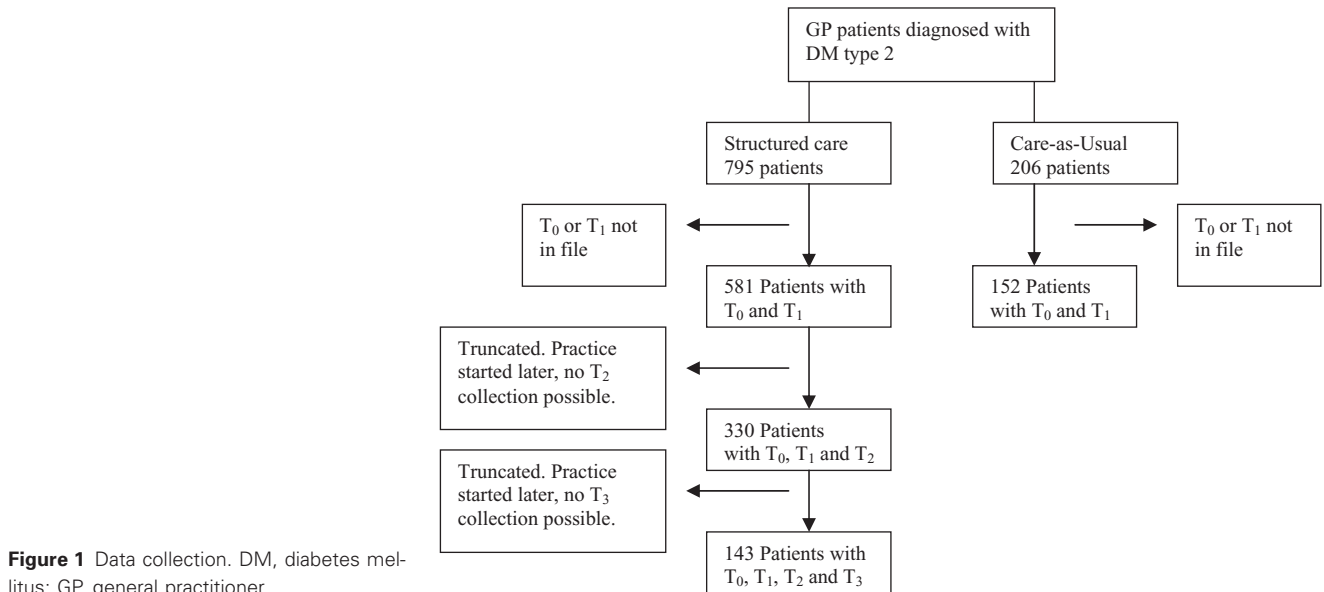 GP patients diagnosed with
DM type 2
Structured care
795 patients
Care-as-Usual
206 patients
T₀ or T₁ not
in file
T₀ or T₁ not
in file
581 Patients with
T₀ and T₁
152 Patients
with T₀ and T₁
Truncated. Practice
started later, no T₂
collection possible.
330 Patients
with T₀, T₁ and T₂
Truncated. Practice
started later, no T₃
collection possible.
143 Patients with
T₀, T₁, T₂ and T₃
Figure 1 Data collection. DM, diabetes mel-
litus; GP, general practitioner